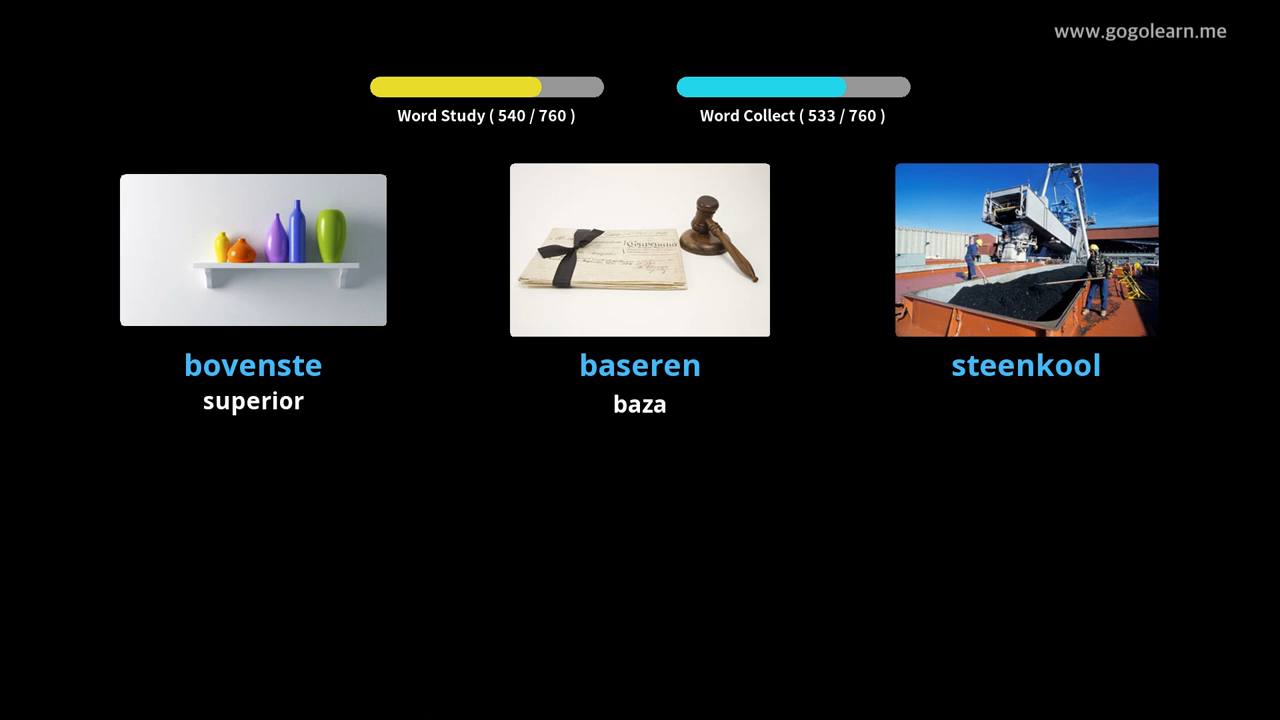 www.gogolearn.me
Word Study ( 540 / 760 )
Word Collect ( 533 / 760 )
bovenste
superior
baseren
baza
steenkool